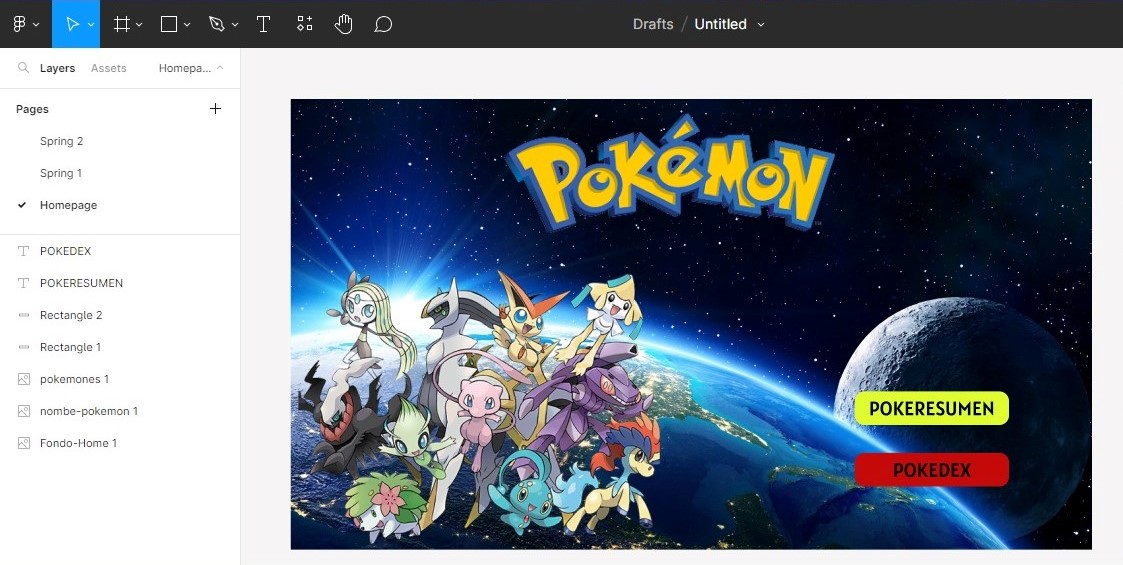 Drafts / Untitled
Layers Assets Homepa...
Pages
Spring 2
Spring 1
Homepage
POKEDEX
POKERESUMEN
Rectangle 2
Rectangle 1
pokemones 1
nombe-pokemon 1
Fondo-Home 1
POKéMON
POKERESUMEN
POKEDEX